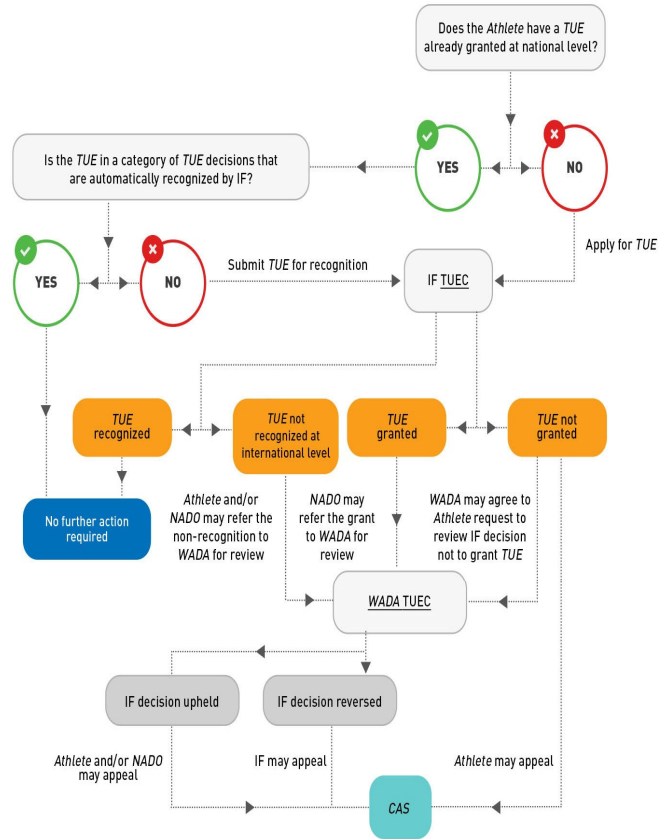 Does the Athlete have a TUE
already granted at national level?
Is the TUE in a category of TUE decisions that
are automatically recognized by IF?
YES
NO
YES
NO
Submit TUE for recognition
Apply for TUE
IF TUEC
TUE
recognized
TUE not
recognized at
international level
TUE
granted
TUE not
granted
No further action
required
Athlete and/or
NADO may refer the
non-recognition to
WADA for review
NADO may
refer the grant
to WADA for
review
WADA may agree to
Athlete request to
review IF decision
not to grant TUE
WADA TUEC
IF decision upheld
IF decision reversed
Athlete and/or NADO
may appeal
IF may appeal
Athlete may appeal
CAS